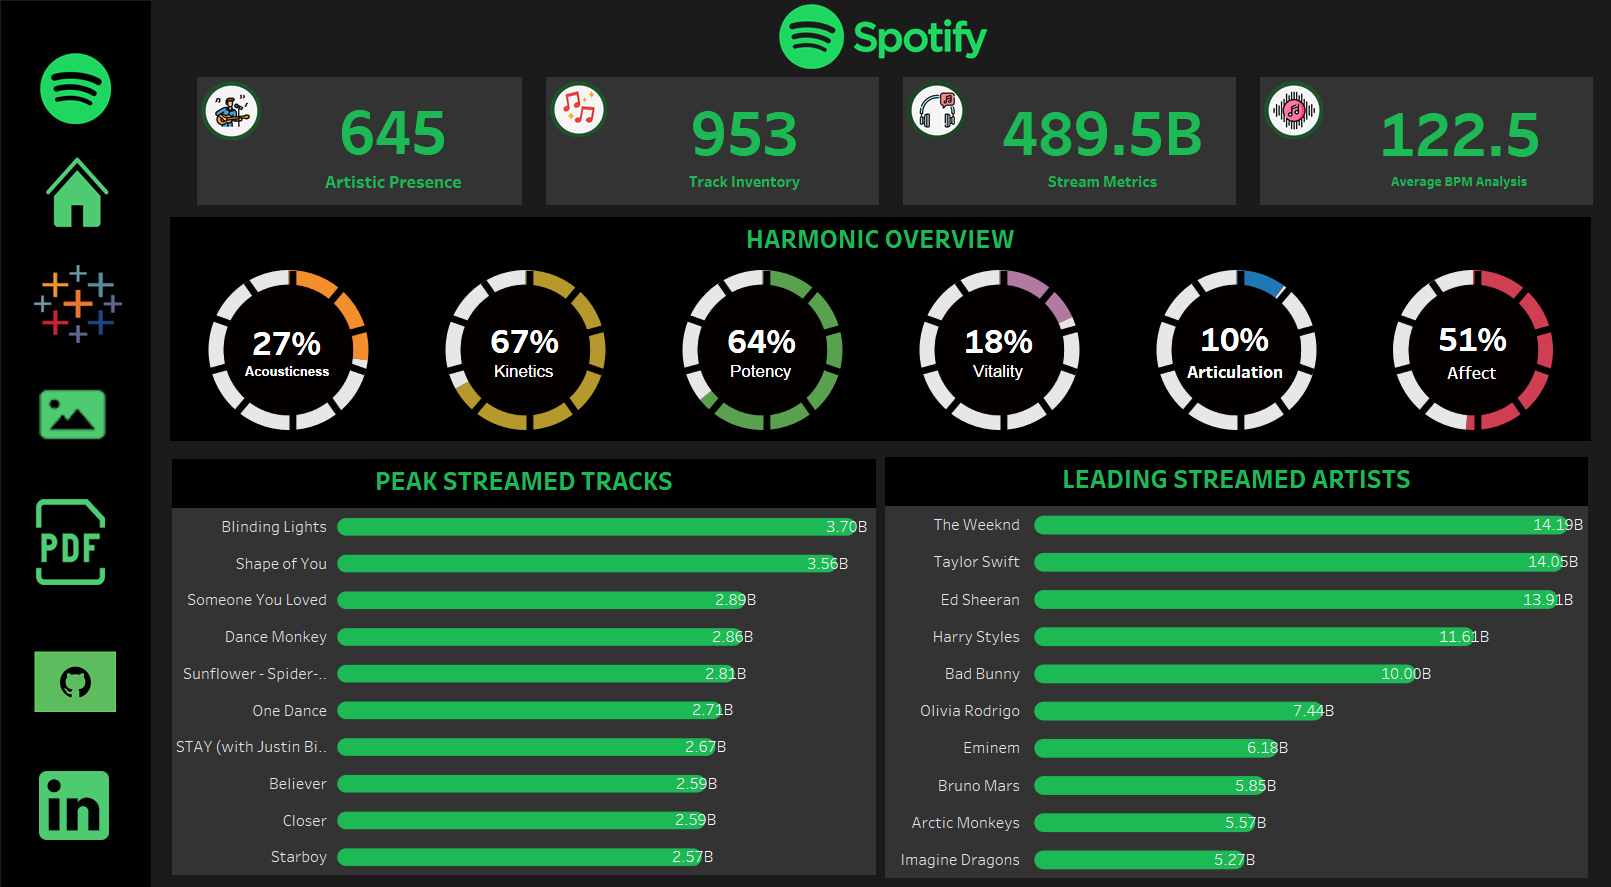 Spotify
645
Artistic Presence
953
Track Inventory
489.5B
Stream Metrics
122.5
Average BPM Analysis
HARMONIC OVERVIEW
27%
Acousticness
67%
Kinetics
64%
Potency
18%
Vitality
10%
Articulation
51%
Affect
PDF
in
PEAK STREAMED TRACKS
Blinding Lights 3.70B
Shape of You 3.56B
Someone You Loved 2.89B
Dance Monkey 2.86B
Sunflower - Spider-.. 2.81B
One Dance 2.71B
STAY (with Justin Bi.. 2.67B
Believer 2.59B
Closer 2.59B
Starboy 2.57B
LEADING STREAMED ARTISTS
The Weeknd 14.19B
Taylor Swift 14.05B
Ed Sheeran 13.91B
Harry Styles 11.61B
Bad Bunny 10.00B
Olivia Rodrigo 7.44B
Eminem 6.18B
Bruno Mars 5.85B
Arctic Monkeys 5.57B
Imagine Dragons 5.27B